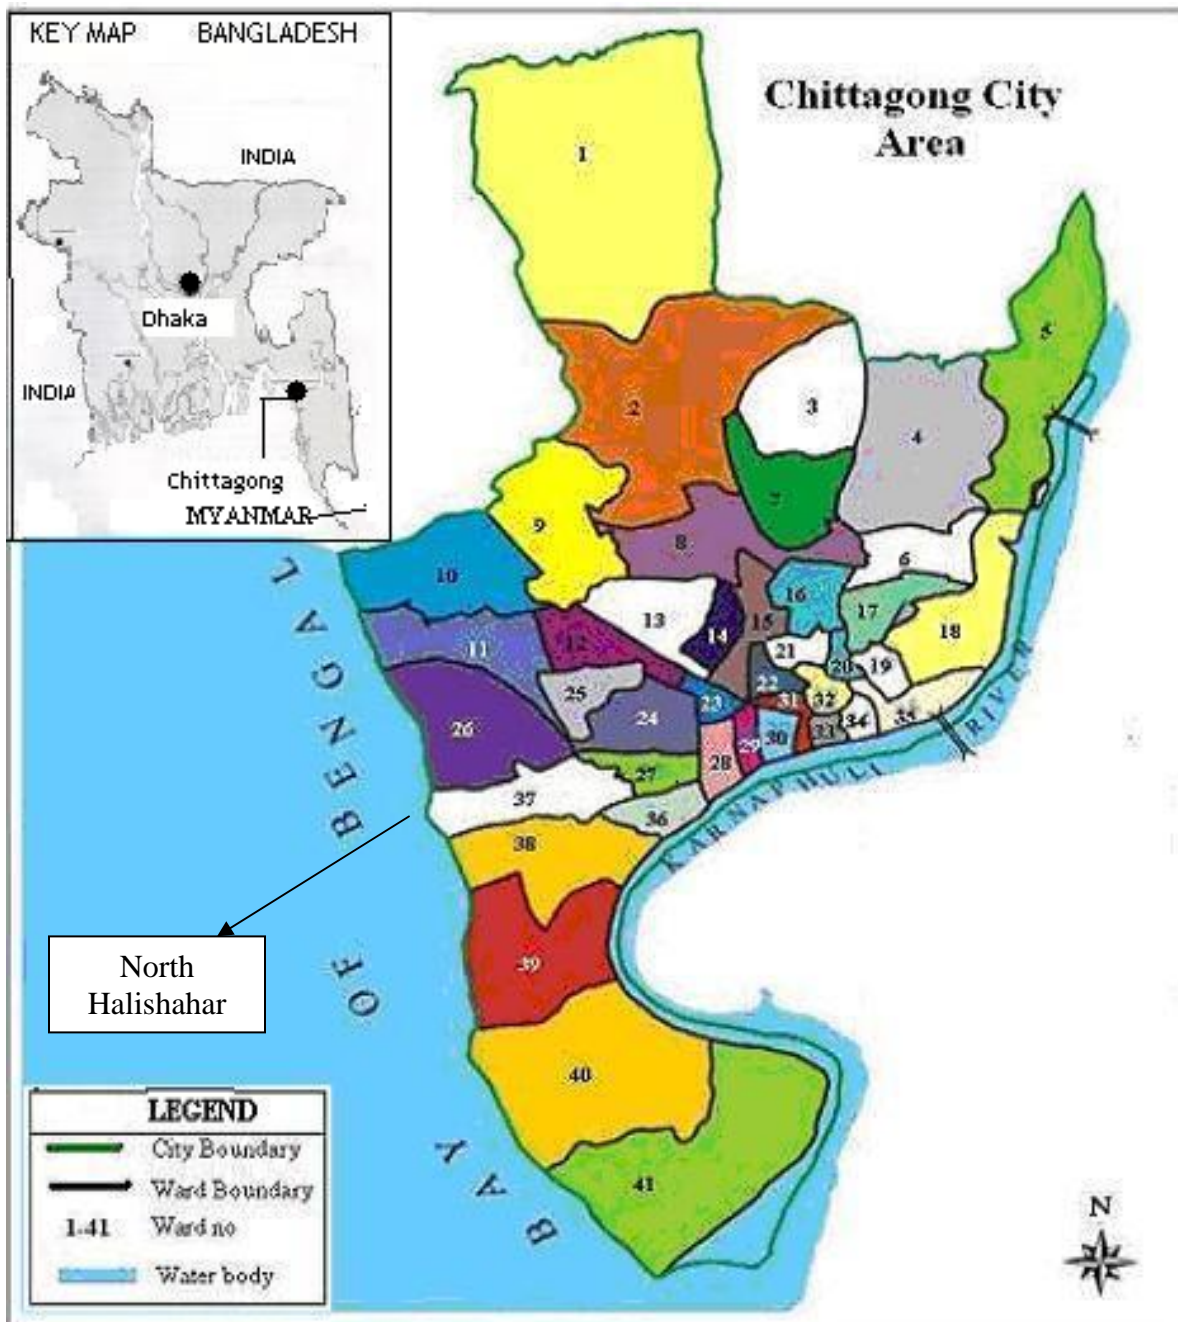 KEY MAP BANGLADESH
INDIA
Dhaka
INDIA
Chittagong
MYANMAR
Chittagong City
Area
1
2
3
4
5
6
7
8
9
10
11
12
13
14
15
16
17
18
19
20
21
22
23
24
25
26
27
28
29
30
31
32
33
34
35
36
37
38
39
40
41
BAY OF BENGAL
KARNAPHULI RIVER
North
Halishahar
LEGEND
City Boundary
Ward Boundary
1-41 Ward no
Water body
N